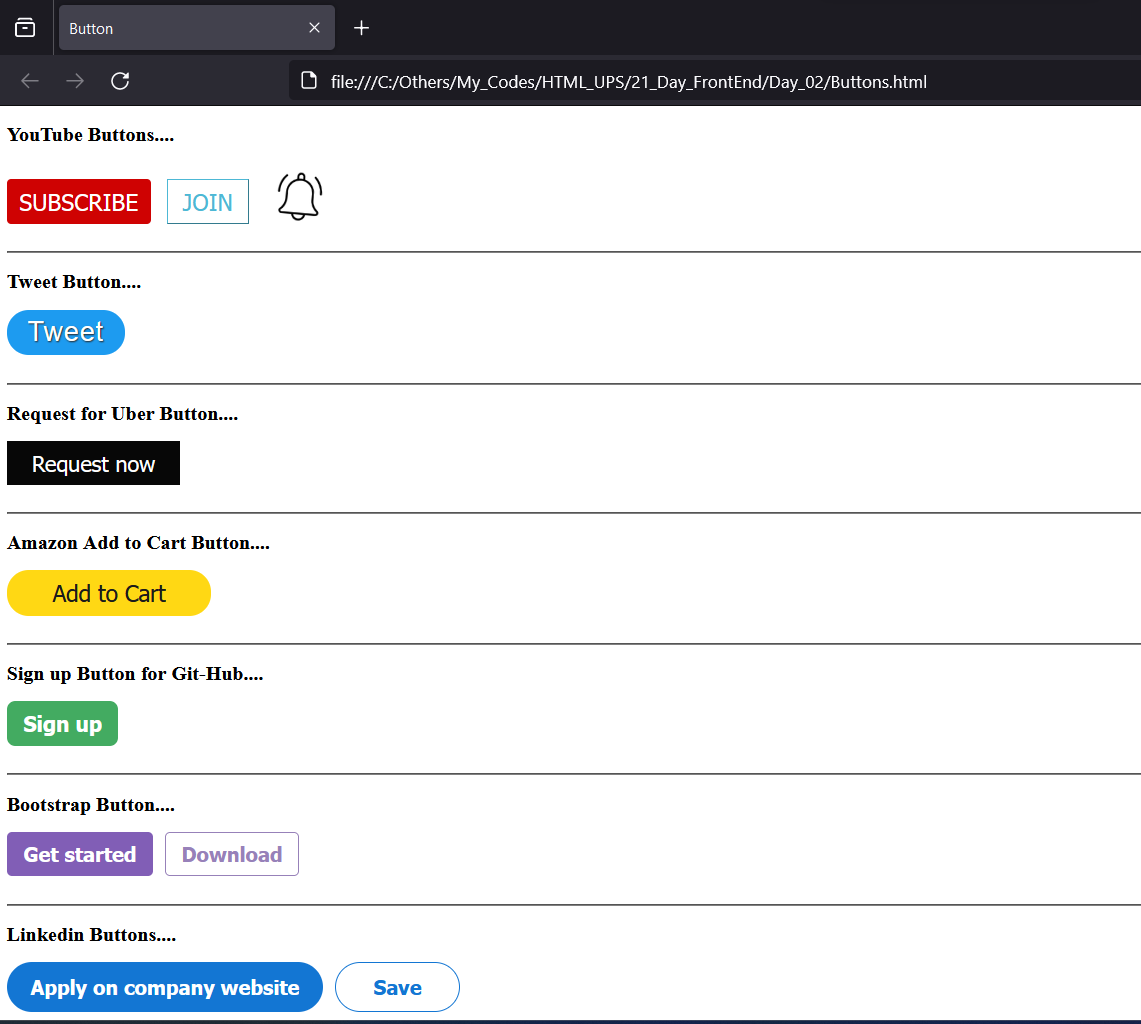 Button
file:///C:/Others/My_Codes/HTML_UPS/21_Day_FrontEnd/Day_02/Buttons.html
YouTube Buttons....
SUBSCRIBE JOIN
Tweet Button....
Tweet
Request for Uber Button....
Request now
Amazon Add to Cart Button....
Add to Cart
Sign up Button for Git-Hub....
Sign up
Bootstrap Button....
Get started Download
Linkedin Buttons....
Apply on company website Save